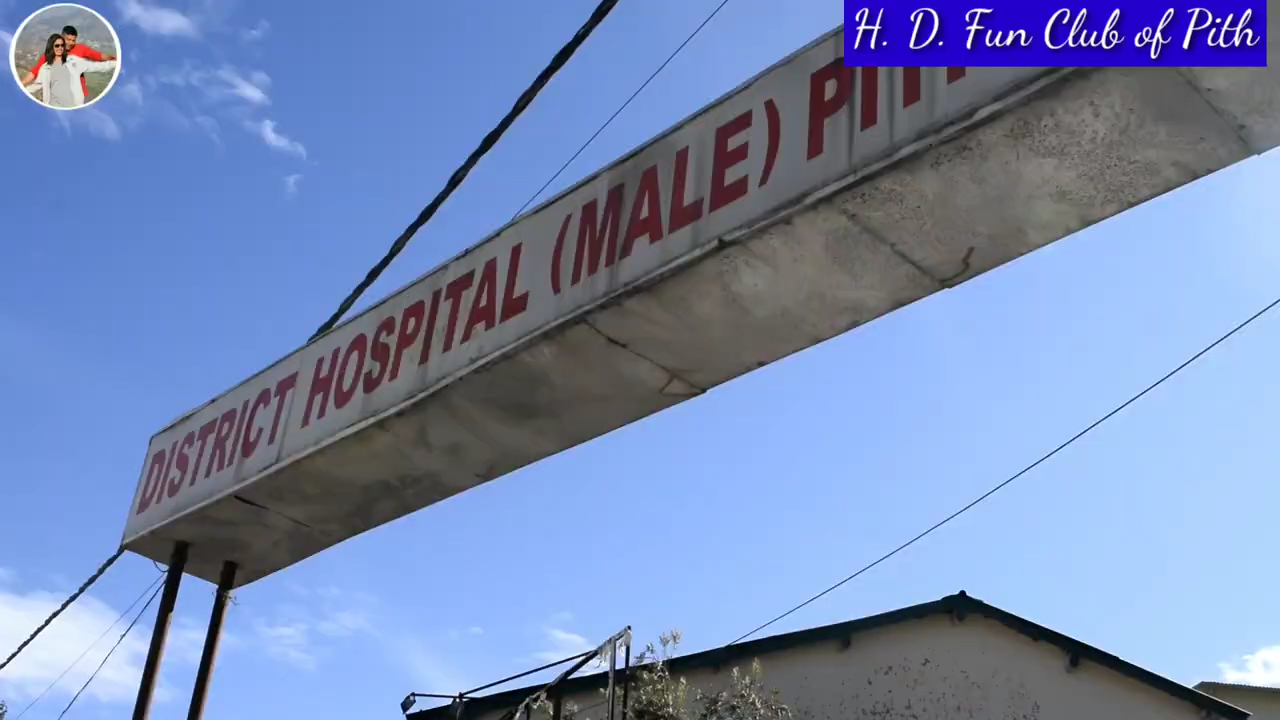 H. D. Fun Club of Pith
DISTRICT HOSPITAL (MALE)